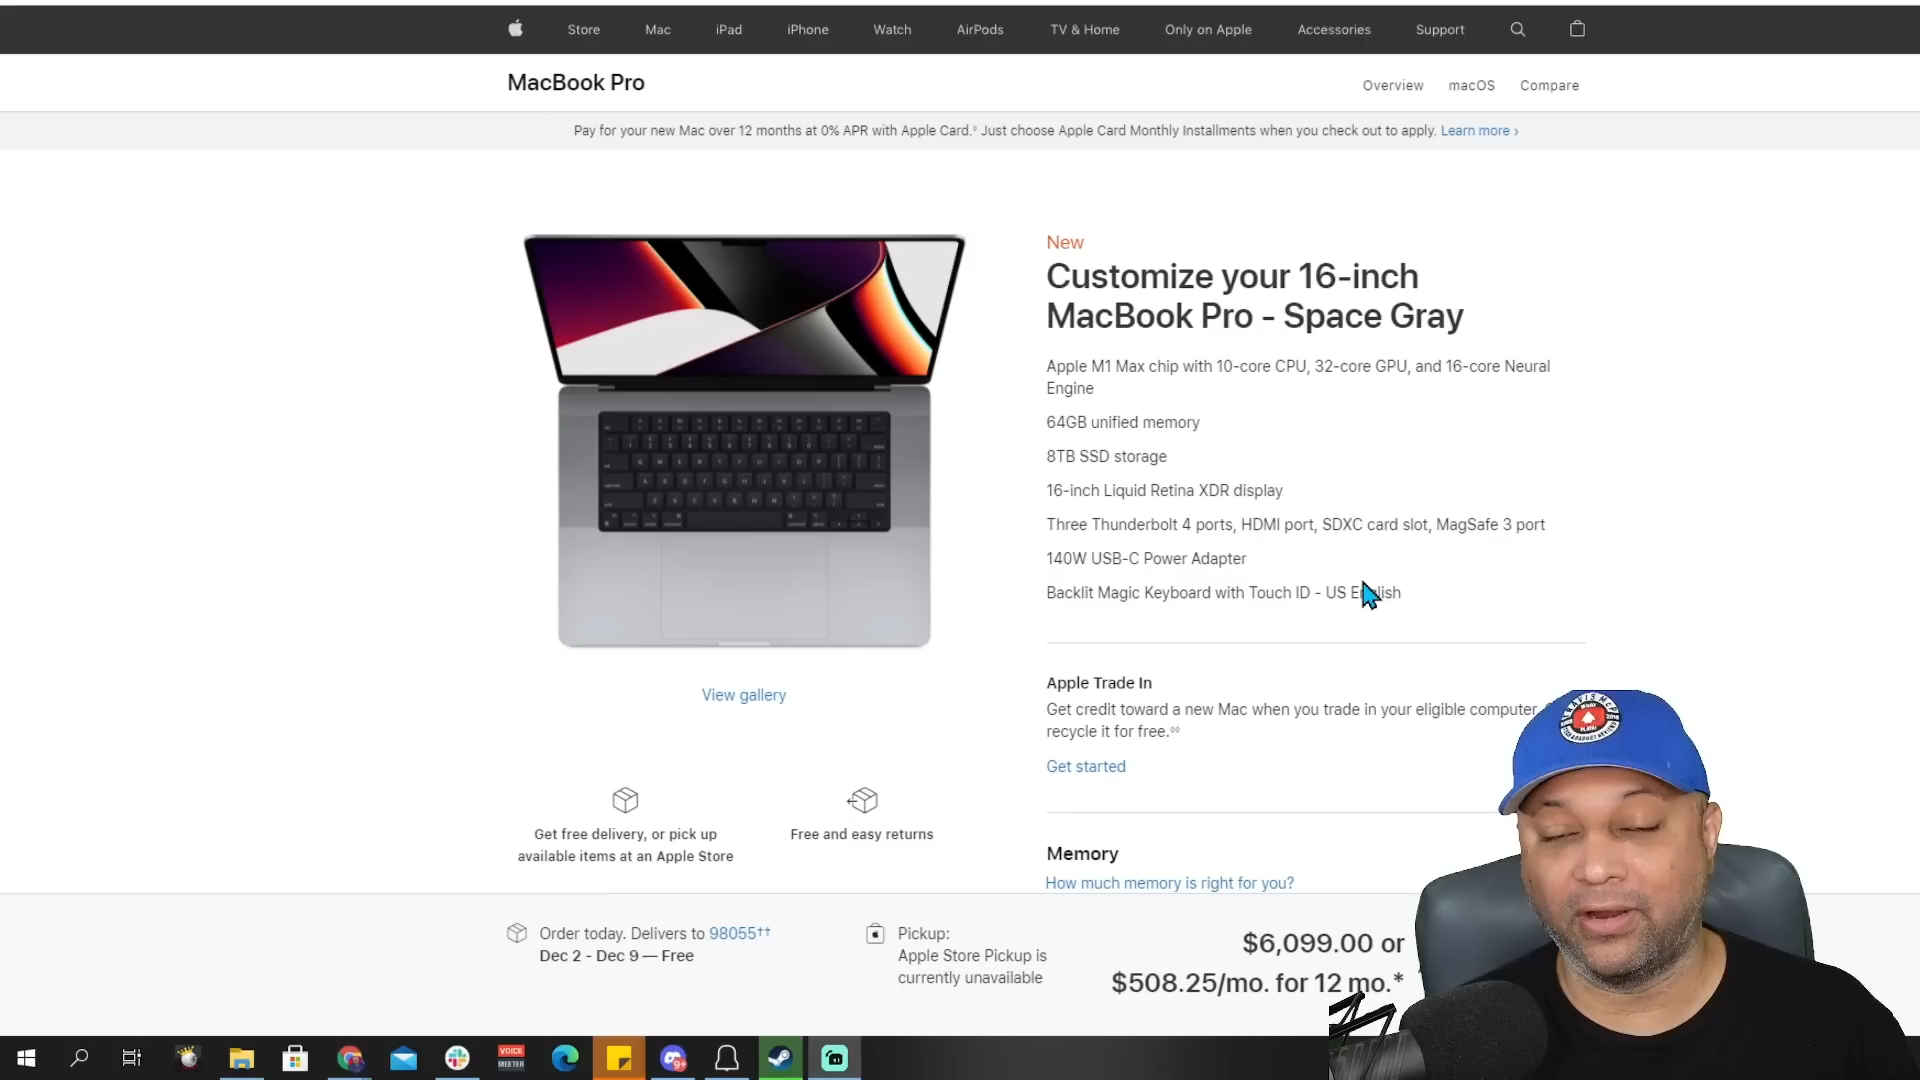 Store Mac iPad iPhone Watch AirPods TV & Home Only on Apple Accessories Support
MacBook Pro
Overview macOS Compare
Pay for your new Mac over 12 months at 0% APR with Apple Card.◊ Just choose Apple Card Monthly Installments when you check out to apply. Learn more ›
New
Customize your 16-inch
MacBook Pro - Space Gray
Apple M1 Max chip with 10-core CPU, 32-core GPU, and 16-core Neural
Engine
64GB unified memory
8TB SSD storage
16-inch Liquid Retina XDR display
Three Thunderbolt 4 ports, HDMI port, SDXC card slot, MagSafe 3 port
140W USB-C Power Adapter
Backlit Magic Keyboard with Touch ID - US English
View gallery
Apple Trade In
Get credit toward a new Mac when you trade in your eligible computer.
recycle it for free.◊◊
Get started
Get free delivery, or pick up
available items at an Apple Store
Free and easy returns
Memory
How much memory is right for you?
Order today. Delivers to 98055††
Dec 2 - Dec 9 — Free
Pickup:
Apple Store Pickup is
currently unavailable
$6,099.00 or
$508.25/mo. for 12 mo.*
VOICE
MEETER
9+